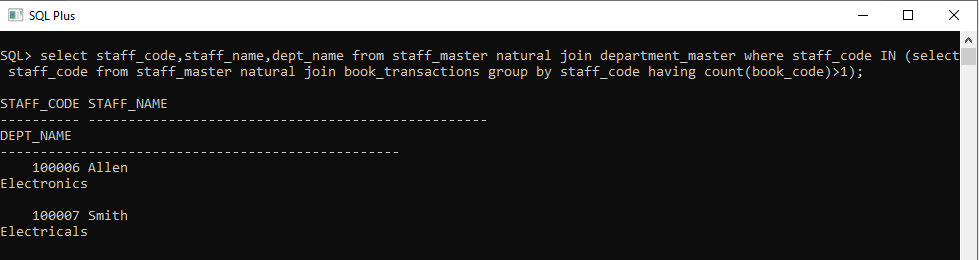 SQL Plus
SQL> select staff_code,staff_name,dept_name from staff_master natural join department_master where staff_code IN (select
staff_code from staff_master natural join book_transactions group by staff_code having count(book_code)>1);
STAFF_CODE STAFF_NAME
---------- --------------------------------------------------
DEPT_NAME
--------------------------------------------------
100006 Allen
Electronics
100007 Smith
Electricals